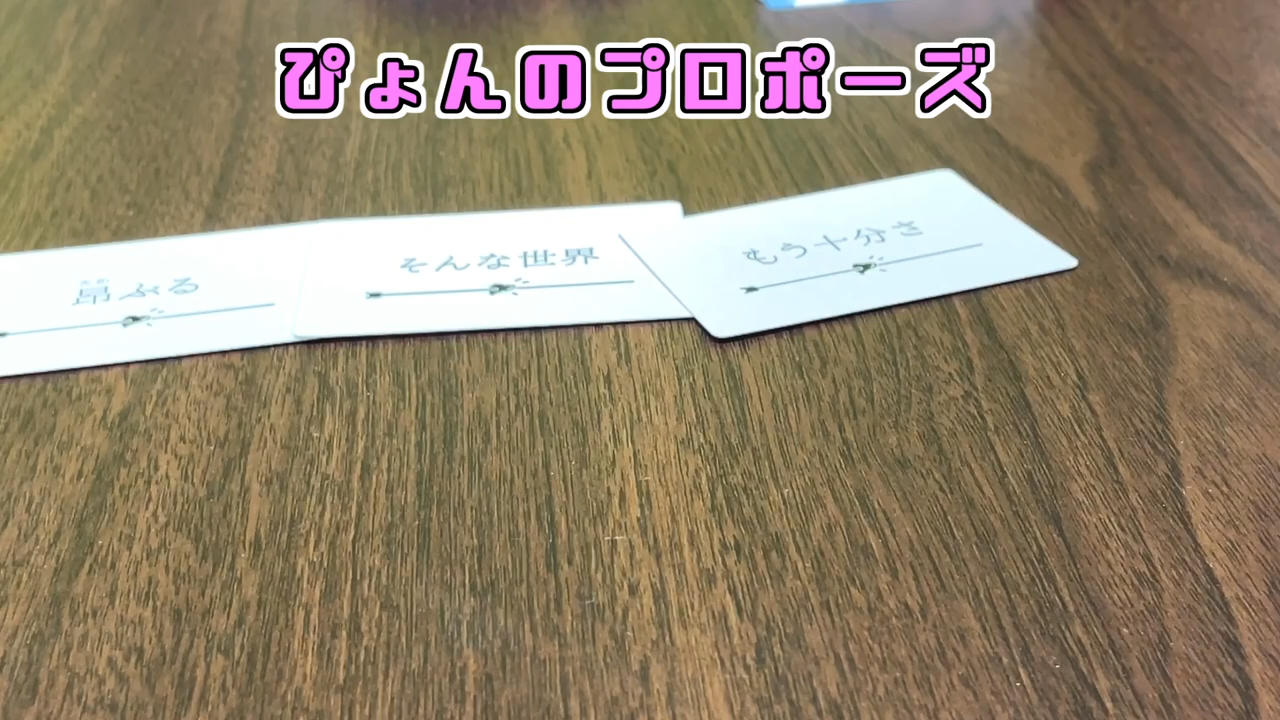 ぴょんのプロポーズ
昂ぶる
そんな世界
もう十分さ